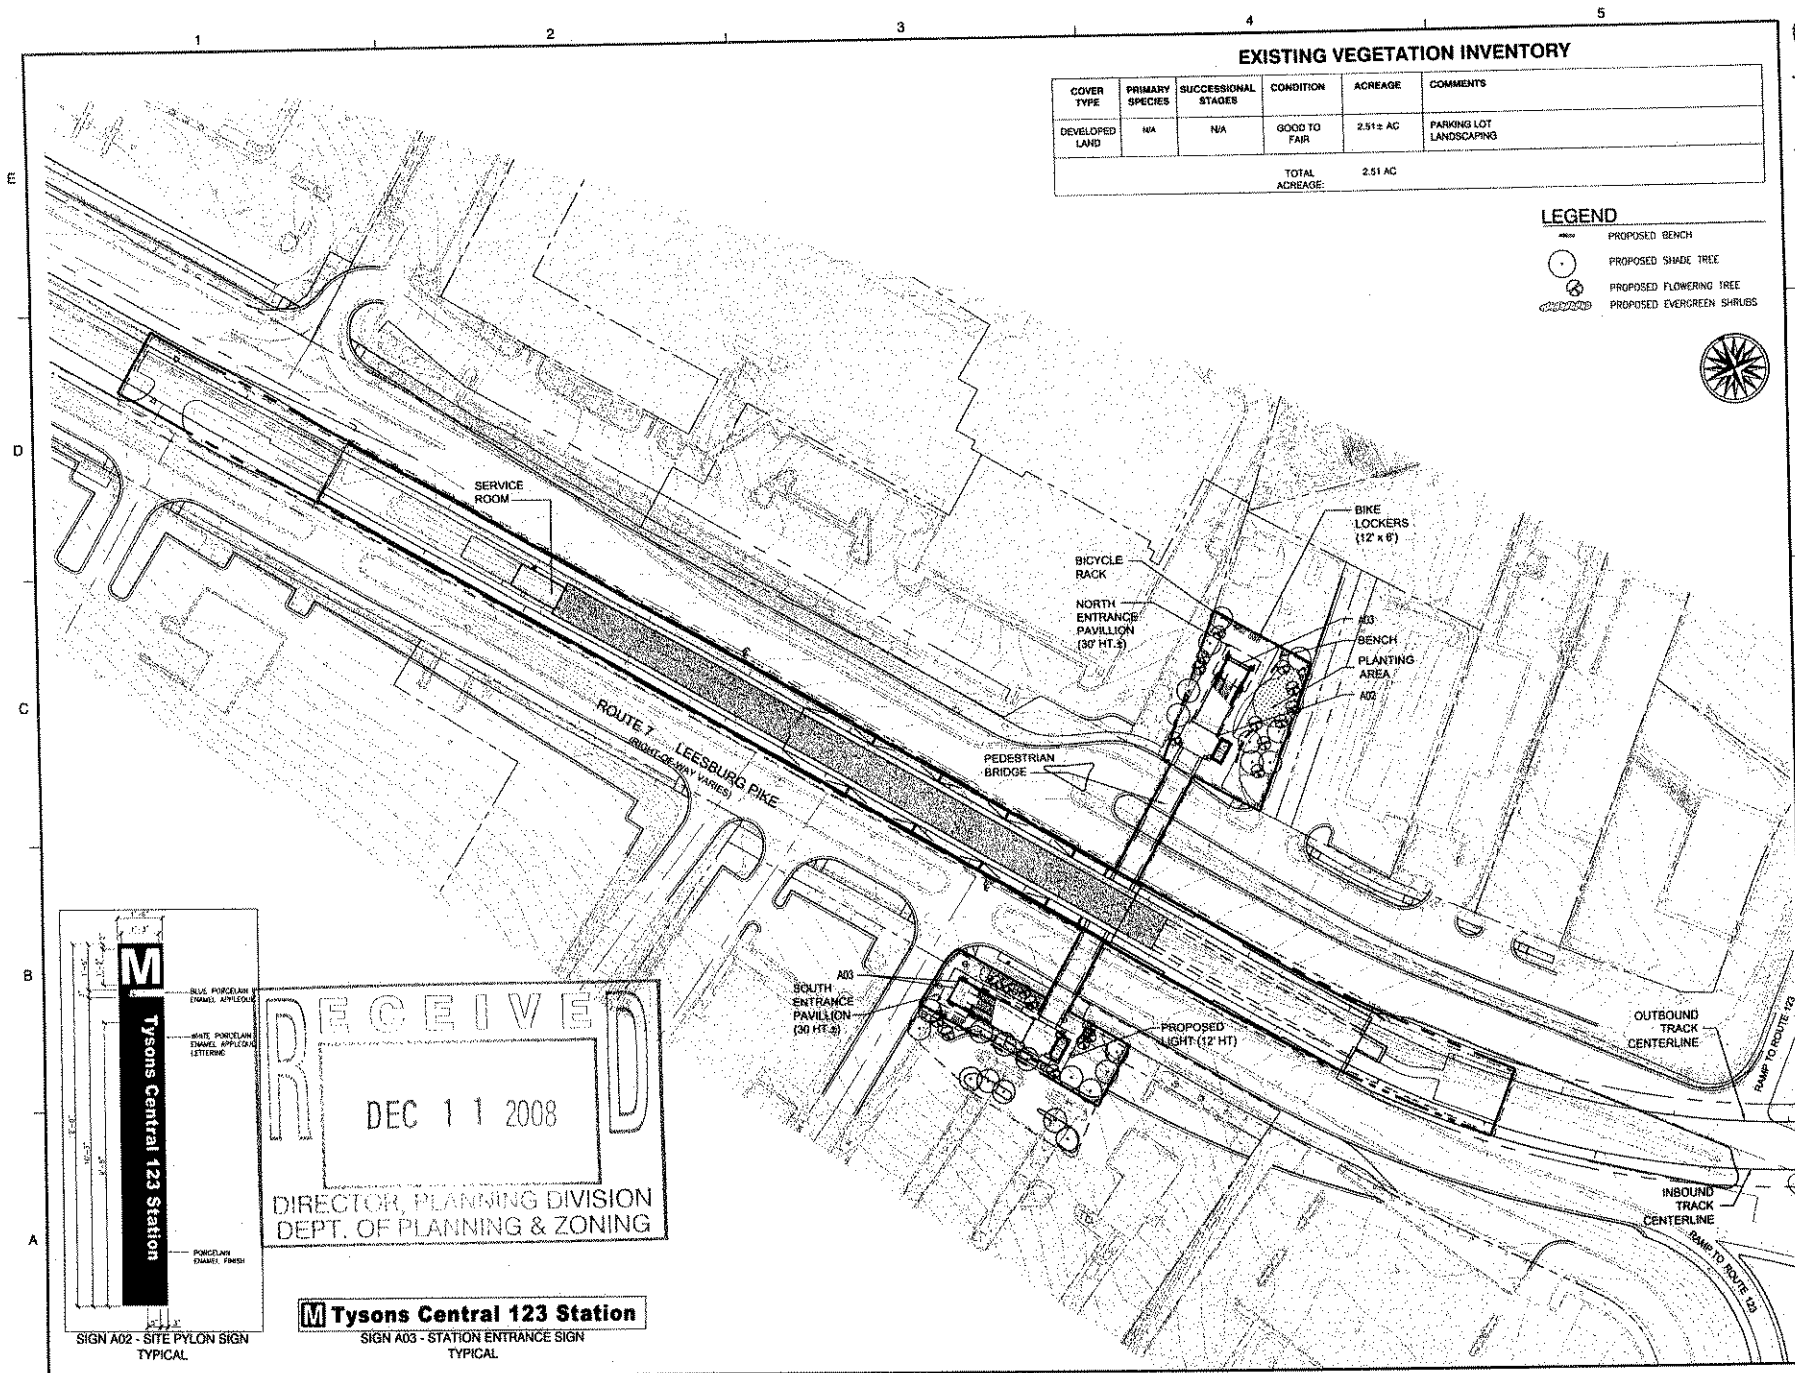 1 2 3 4 5
E
D
C
B
A
EXISTING VEGETATION INVENTORY
COVER TYPE PRIMARY SPECIES SUCCESSIONAL STAGES CONDITION ACREAGE COMMENTS
DEVELOPED LAND N/A N/A GOOD TO FAIR 2.51± AC PARKING LOT LANDSCAPING
TOTAL ACREAGE: 2.51 AC
LEGEND
PROPOSED BENCH
PROPOSED SHADE TREE
PROPOSED FLOWERING TREE
PROPOSED EVERGREEN SHRUBS
SERVICE
ROOM
BIKE
LOCKERS
(12' x 6')
BICYCLE
RACK
NORTH
ENTRANCE
PAVILLION
(30' HT.±)
A03
BENCH
PLANTING
AREA
A02
ROUTE 7 LEESBURG PIKE
(RIGHT-OF-WAY VARIES)
PEDESTRIAN
BRIDGE
A03
SOUTH
ENTRANCE
PAVILLION
(30 HT.±)
PROPOSED
LIGHT (12' HT)
OUTBOUND
TRACK
CENTERLINE
RAMP TO ROUTE 123
INBOUND
TRACK
CENTERLINE
RAMP TO ROUTE 123
M
Tysons Central 123 Station
BLUE PORCELAIN
ENAMEL APPLEQUE
WHITE PORCELAIN
ENAMEL APPLEQUE
LETTERING
PORCELAIN
ENAMEL FINISH
SIGN A02 - SITE PYLON SIGN
TYPICAL
RECEIVED
DEC 11 2008
DIRECTOR, PLANNING DIVISION
DEPT. OF PLANNING & ZONING
M Tysons Central 123 Station
SIGN A03 - STATION ENTRANCE SIGN
TYPICAL